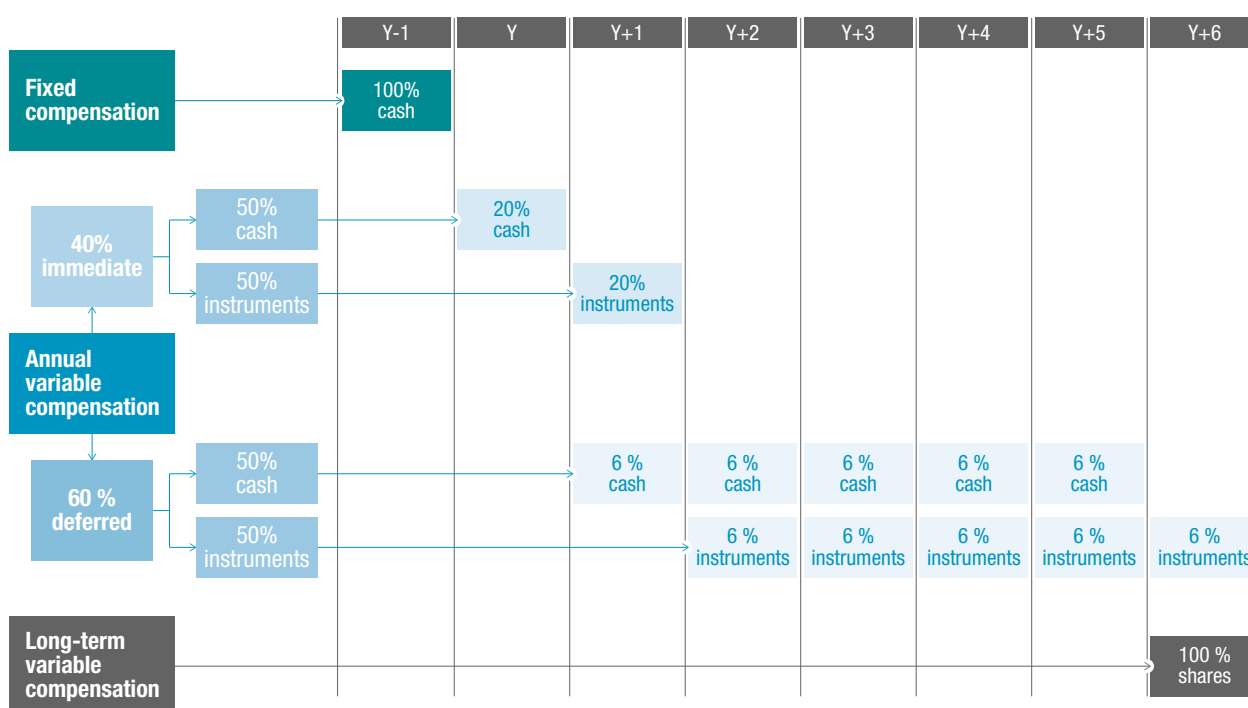 Y-1
Y
Y+1
Y+2
Y+3
Y+4
Y+5
Y+6
Fixed
compensation
100%
cash
40%
immediate
50%
cash
20%
cash
50%
instruments
20%
instruments
Annual
variable
compensation
60 %
deferred
50%
cash
6 %
cash
6 %
cash
6 %
cash
6 %
cash
6 %
cash
50%
instruments
6 %
instruments
6 %
instruments
6 %
instruments
6 %
instruments
6 %
instruments
Long-term
variable
compensation
100 %
shares